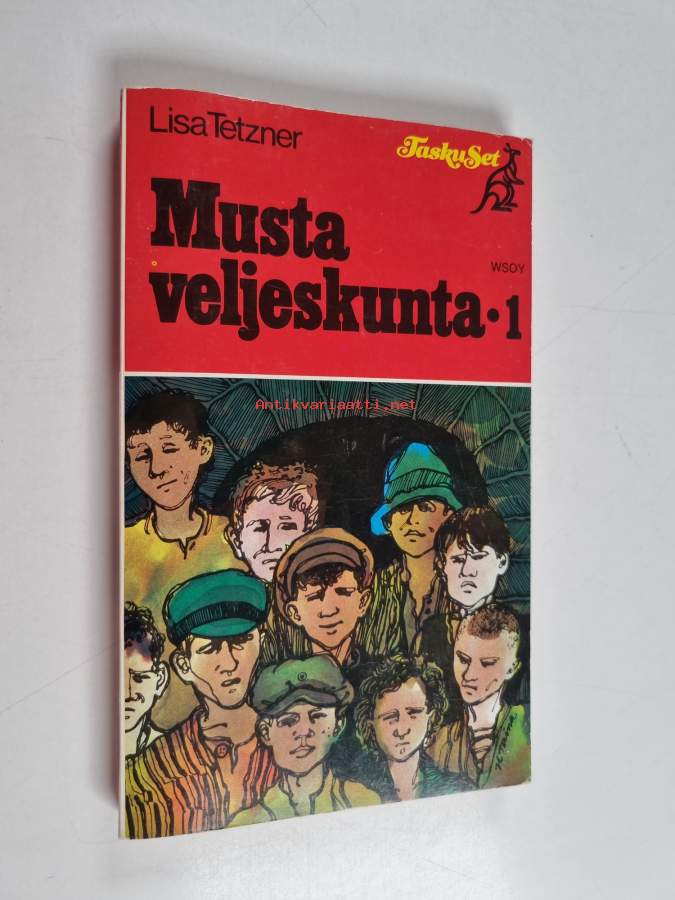 Lisa Tetzner
TaskuSet
Musta
WSOY
veljeskunta·1
Antikvariaatti.net